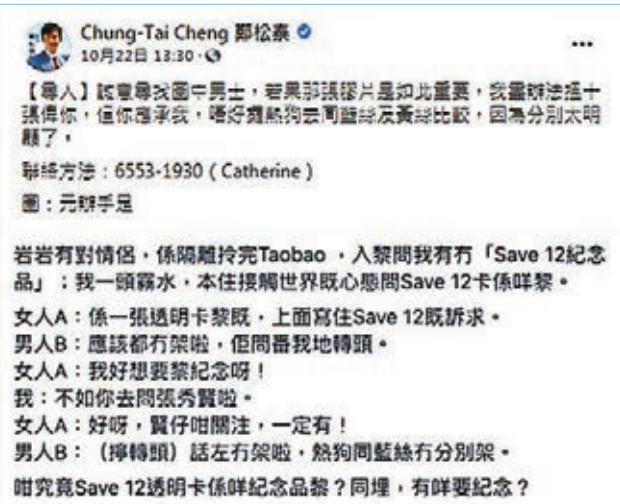 Chung-Tai Cheng 鄭松泰
10月22日 13:30
【尋人】誠意尋找圖中男士，若果那張膠片是如此重要，我盡辦法搵十
張俾你，但你應承我，唔好攞熱狗去同藍絲及黃絲比較，因為分別太明
顯了。
聯絡方法：6553-1930 ( Catherine )
圖：元辦手足
岩岩有對情侶，係隔離拎完Taobao ，入黎問我有冇「Save 12紀念
品」；我一頭霧水，本住接觸世界既心態問Save 12卡係咩黎。
女人A：係一張透明卡黎既，上面寫住Save 12既訴求。
男人B：應該都冇架啦，佢問番我地轉頭。
女人A：我好想要黎紀念呀！
我：不如你去問張秀賢啦。
女人A：好呀，賢仔咁關注，一定有！
男人B：（擰轉頭）話左冇架啦，熱狗同藍絲冇分別架。
咁究竟Save 12透明卡係咩紀念品黎？同埋，有咩要紀念？